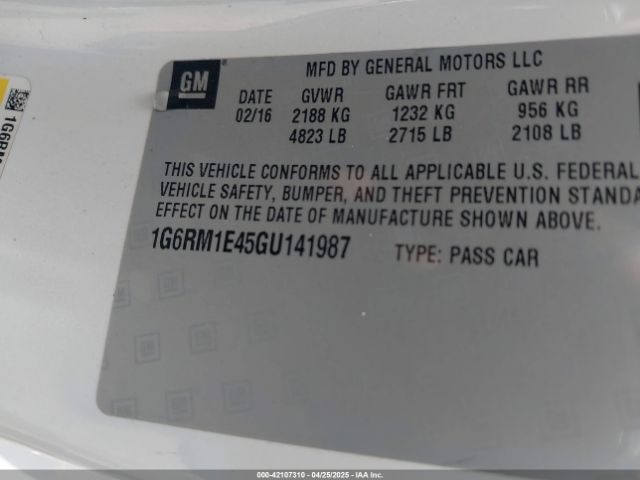 GM
MFD BY GENERAL MOTORS LLC
DATE GVWR GAWR FRT GAWR RR
02/16 2188 KG 1232 KG 956 KG
4823 LB 2715 LB 2108 LB
THIS VEHICLE CONFORMS TO ALL APPLICABLE U.S. FEDERAL
VEHICLE SAFETY, BUMPER, AND THEFT PREVENTION STANDA
EFFECT ON THE DATE OF MANUFACTURE SHOWN ABOVE.
1G6RM1E45GU141987 TYPE: PASS CAR
1G6RM
000-42107310 - 04/25/2025 - IAAI.COM